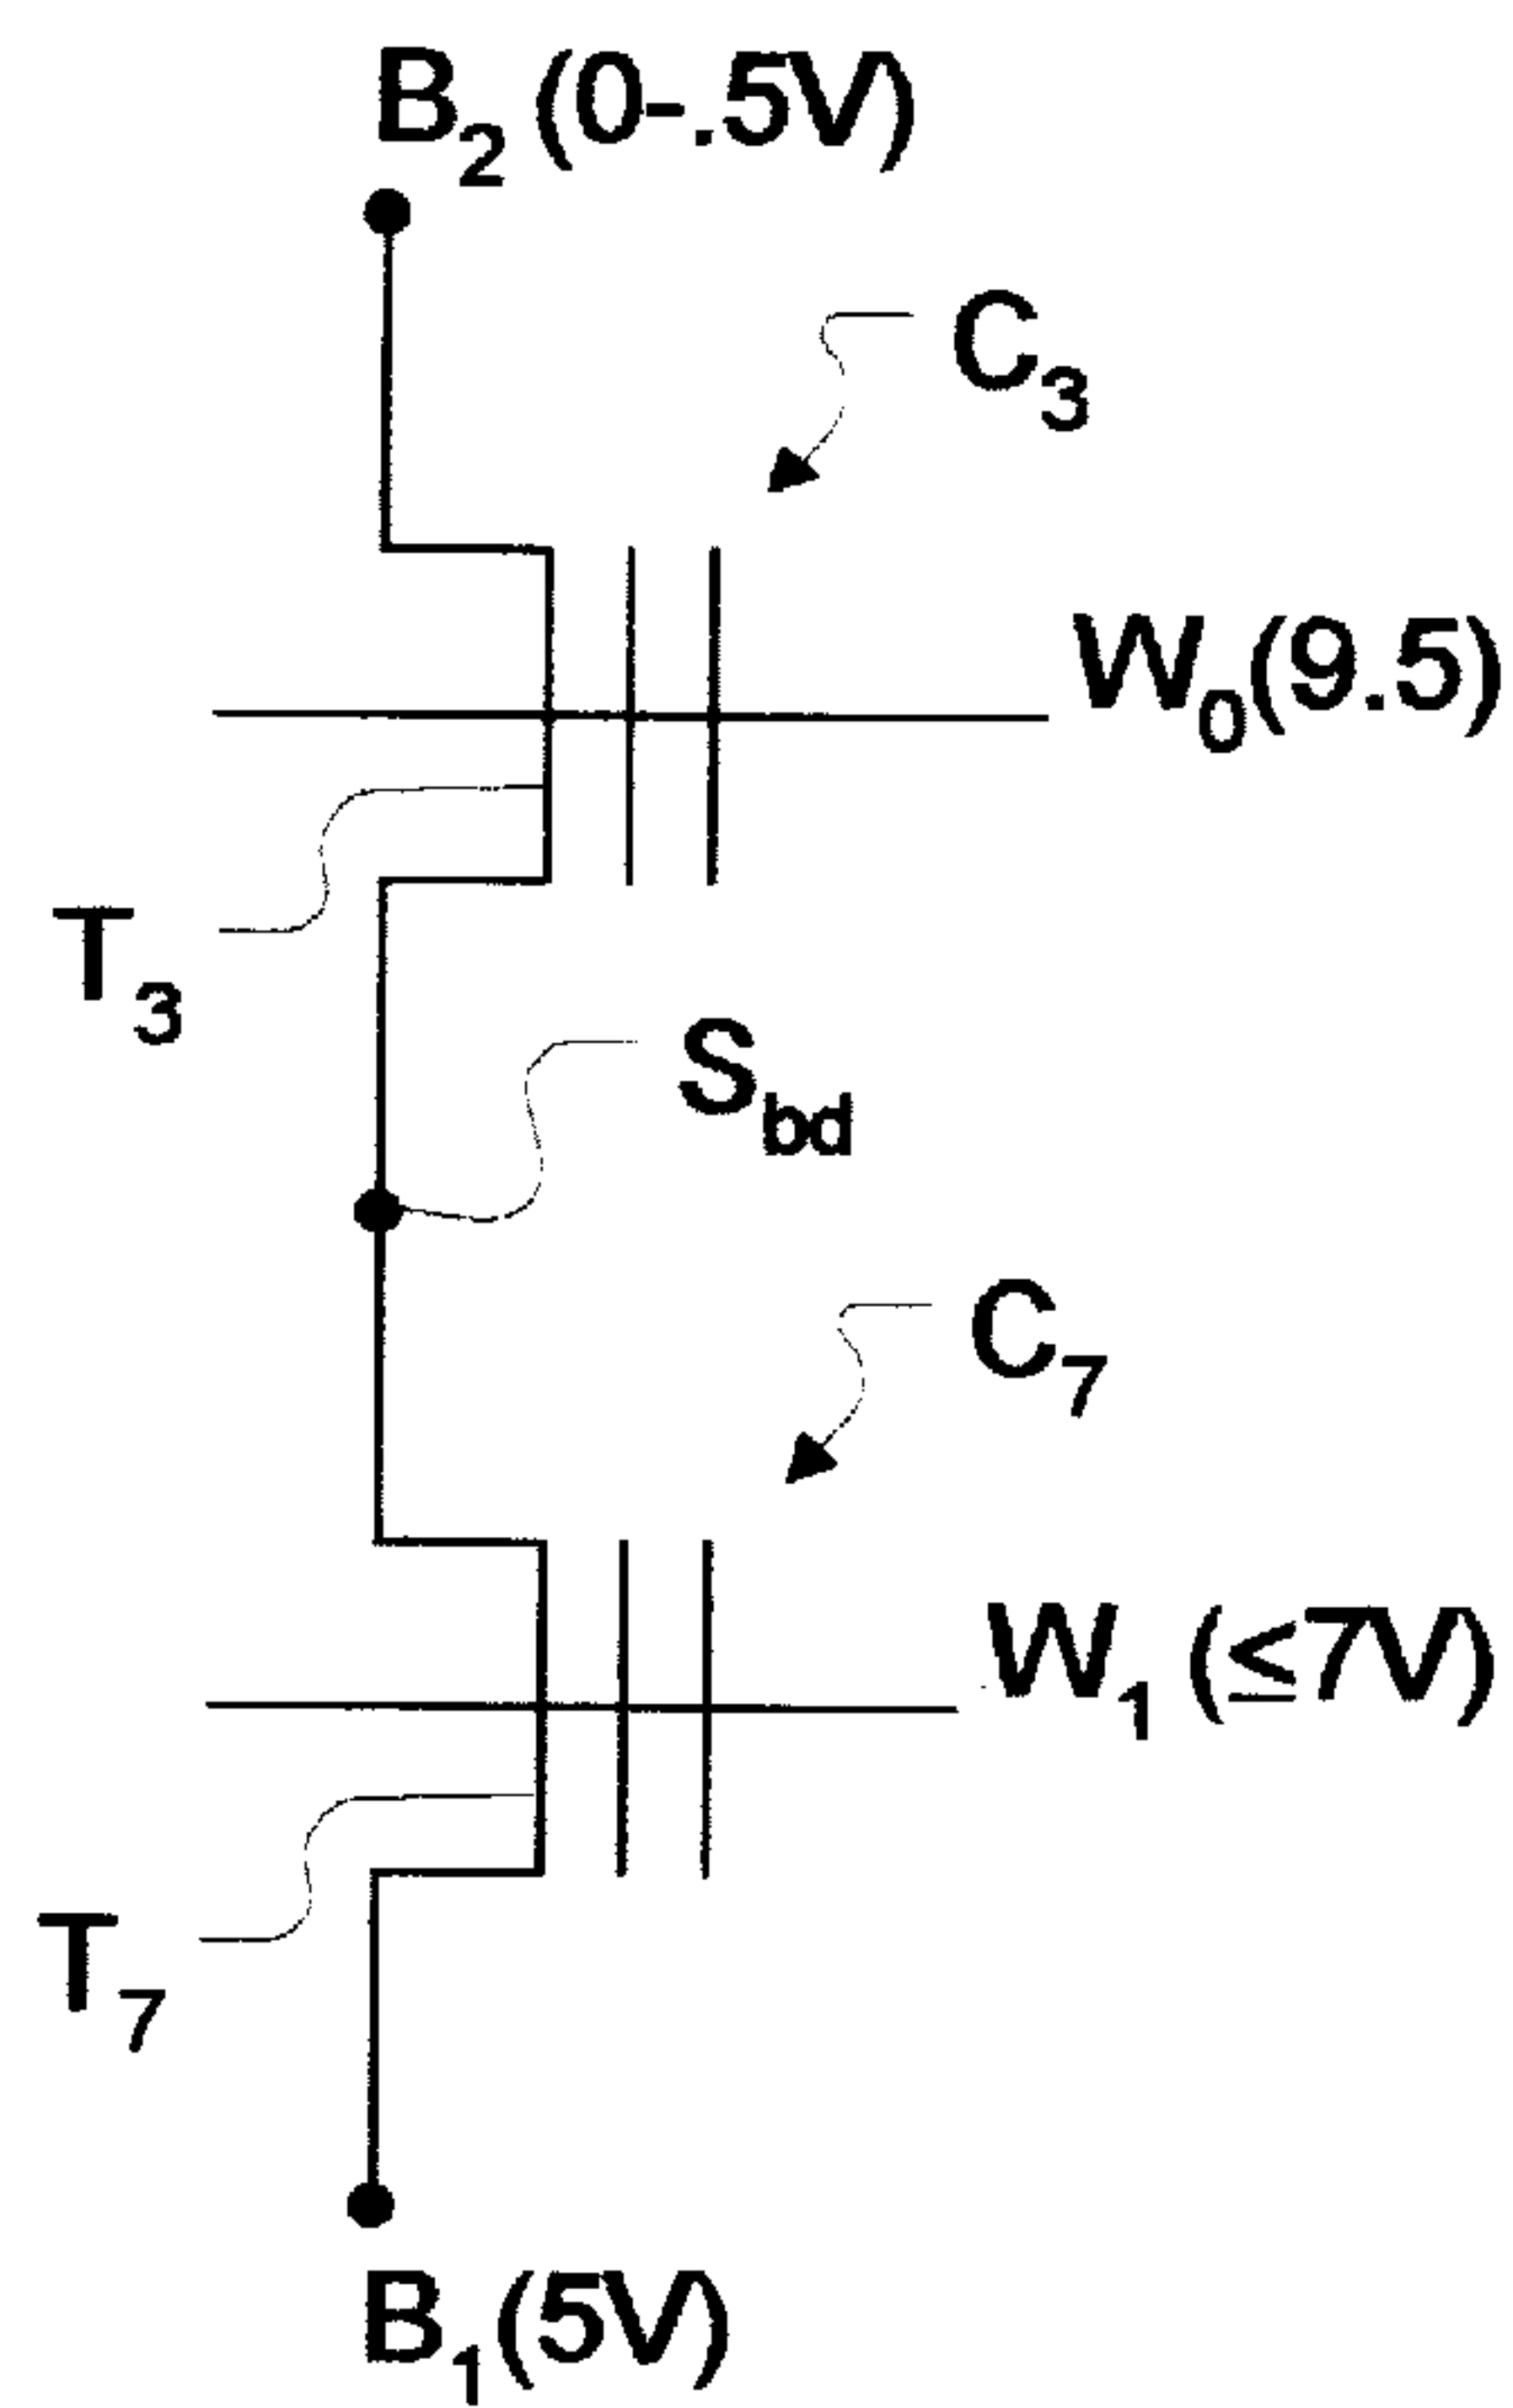 B2 (0-.5V)
C3
W0(9.5)
T3
Sbd
C7
W1 (≤7V)
T7
B1(5V)